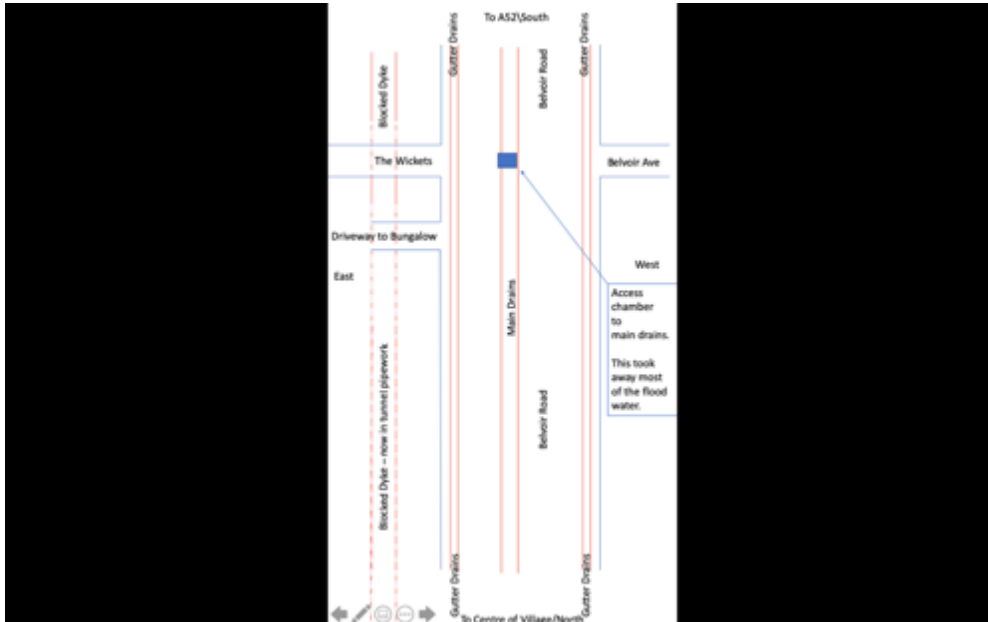 To A52\South
Gutter Drains
Gutter Drains
Blocked Dyke
Belvoir Road
The Wickets
Belvoir Ave
Driveway to Bungalow
East
West
Main Drains
Access
chamber
to
main drains.
This took
away most
of the flood
water.
Blocked Dyke – now in tunnel pipework
Belvoir Road
Gutter Drains
Gutter Drains
To Centre of Village/North